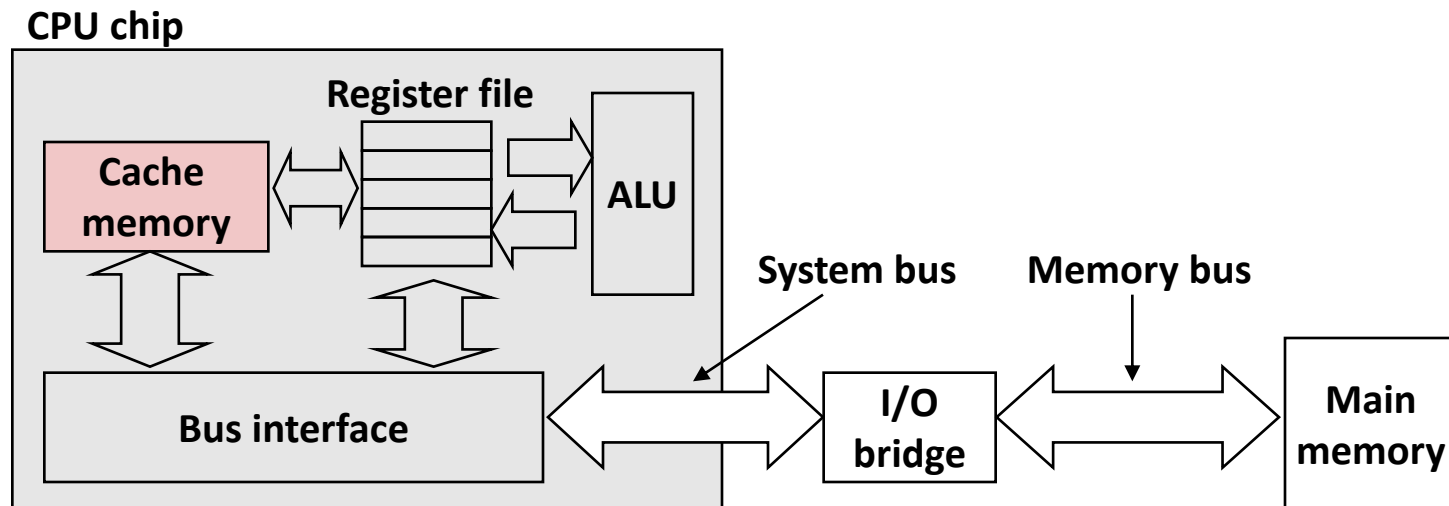 CPU chip
Register file
Cache
memory
ALU
System bus
Memory bus
Bus interface
I/O
bridge
Main
memory